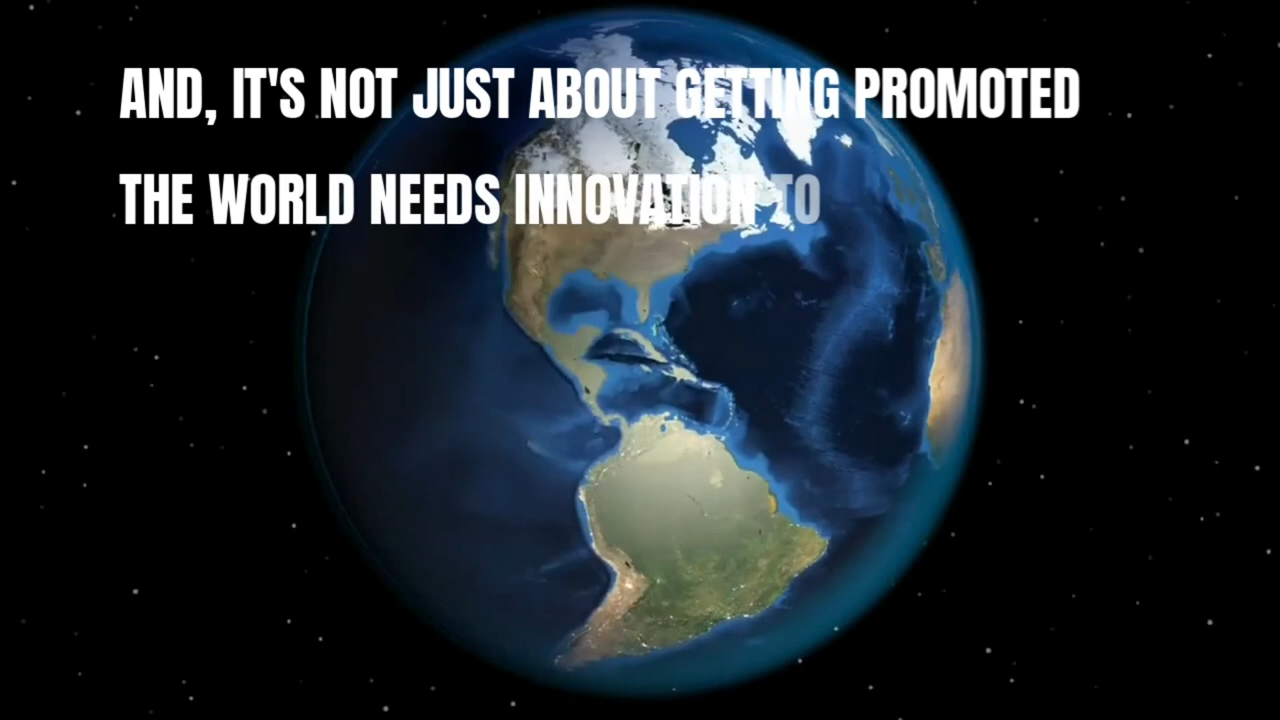 AND, IT'S NOT JUST ABOUT GETTING PROMOTED
THE WORLD NEEDS INNOVATION TO